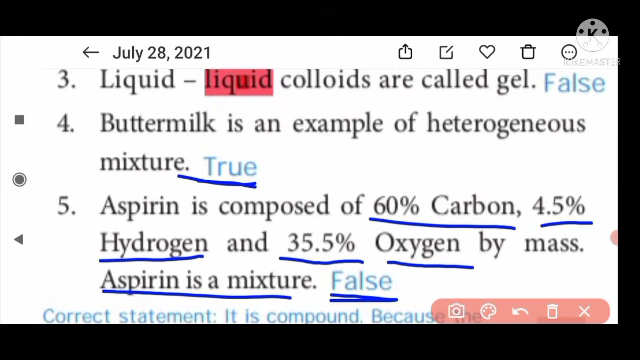 July 28, 2021
KINEMASTER
3. Liquid – liquid colloids are called gel. False
4. Buttermilk is an example of heterogeneous
mixture. True
5. Aspirin is composed of 60% Carbon, 4.5%
Hydrogen and 35.5% Oxygen by mass.
Aspirin is a mixture. False
Correct statement: It is compound. Because the